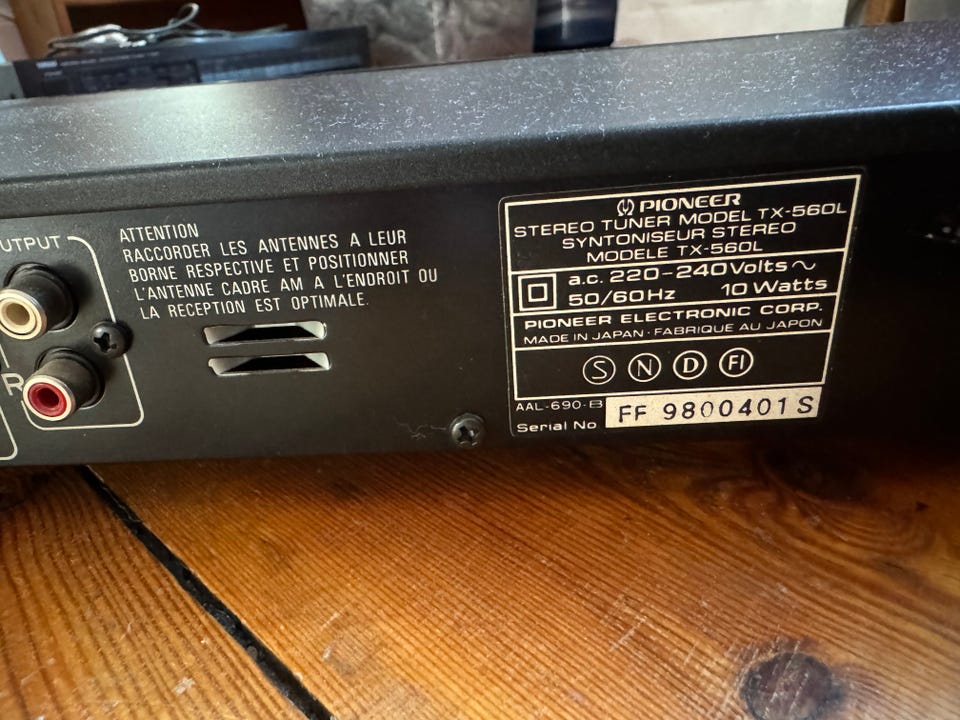 UTPUT
R
ATTENTION
RACCORDER LES ANTENNES A LEUR
BORNE RESPECTIVE ET POSITIONNER
L'ANTENNE CADRE AM A L'ENDROIT OU
LA RECEPTION EST OPTIMALE.
PIONEER
STEREO TUNER MODEL TX-560L
SYNTONISEUR STEREO
MODELE TX-560L
a.c. 220-240Volts ~
50/60Hz 10 Watts
PIONEER ELECTRONIC CORP.
MADE IN JAPAN · FABRIQUE AU JAPON
S N D FI
AAL-690-B
Serial No FF 9800401 S